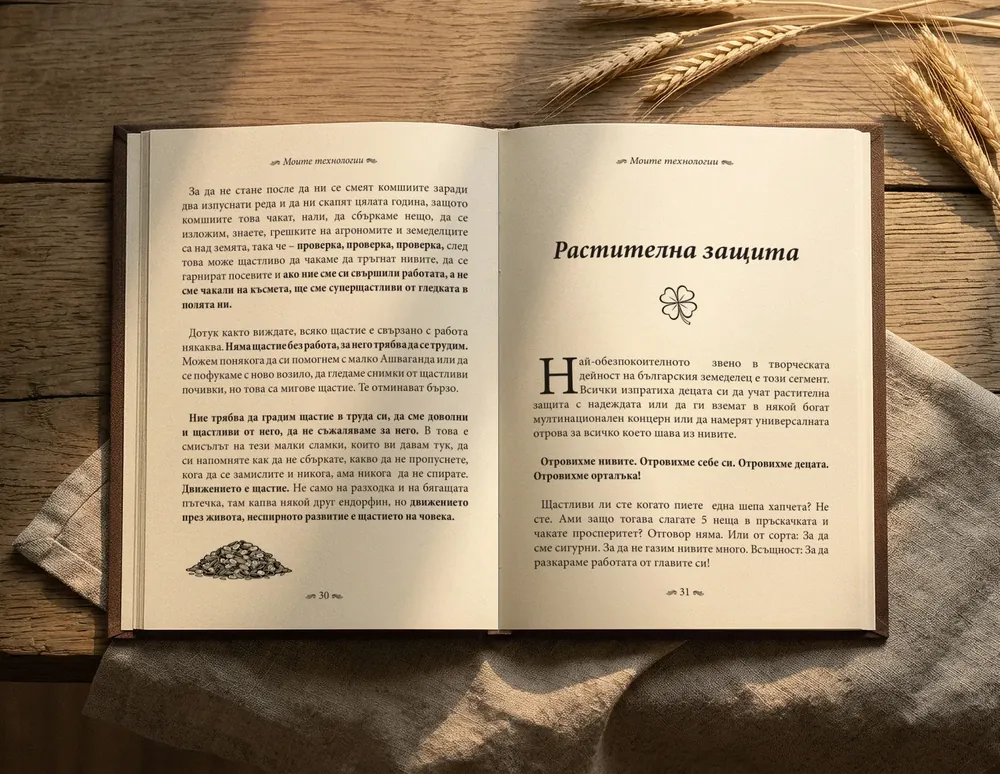 Моите технологии
За да не стане после да ни се смеят комшиите заради
два изпуснати реда и да ни скапят цялата година, защото
комшиите това чакат, нали, да сбъркаме нещо, да се
изложим, знаете, грешките на агрономите и земеделците
са над земята, така че – проверка, проверка, проверка, след
това може щастливо да чакаме да тръгнат нивите, да се
гарнират посевите и ако ние сме си свършили работата, а не
сме чакали на късмета, ще сме суперщастливи от гледката в
полята ни.
Дотук както виждате, всяко щастие е свързано с работа
някаква. Няма щастие без работа, за него трябва да се трудим.
Можем понякога да си помогнем с малко Ашваганда или да
се пофукаме с ново возило, да гледаме снимки от щастливи
почивки, но това са мигове щастие. Те отминават бързо.
Ние трябва да градим щастие в труда си, да сме доволни
и щастливи от него, да не съжаляваме за него. В това е
смисълът на тези малки сламки, които ви давам тук, да
си напомняте как да не сбъркате, какво да не пропуснете,
кога да се замислите и никога, ама никога не да спирате.
Движението е щастие. Не само на разходка и на бягащата
пътечка, там капва някой друг ендорфин, но движението
през живота, неспирното развитие е щастието на човека.
30
Моите технологии
Растителна защита
Най-обезпокоителното звено в творческата
дейност на българския земеделец е този сегмент.
Всички изпратиха децата си да учат растителна
защита с надеждата или да ги вземат в някой богат
мултинационален концерн или да намерят универсалната
отрова за всичко което шава из нивите.
Отровихме нивите. Отровихме себе си. Отровихме децата.
Отровихме орталъка!
Щастливи ли сте когато пиете една шепа хапчета? Не
сте. Ами защо тогава слагате 5 неща в пръскачката и
чакате просперитет? Отговор няма. Или от сорта: За да
сме сигурни. За да не газим нивите много. Всъщност: За да
разкараме работата от главите си!
31